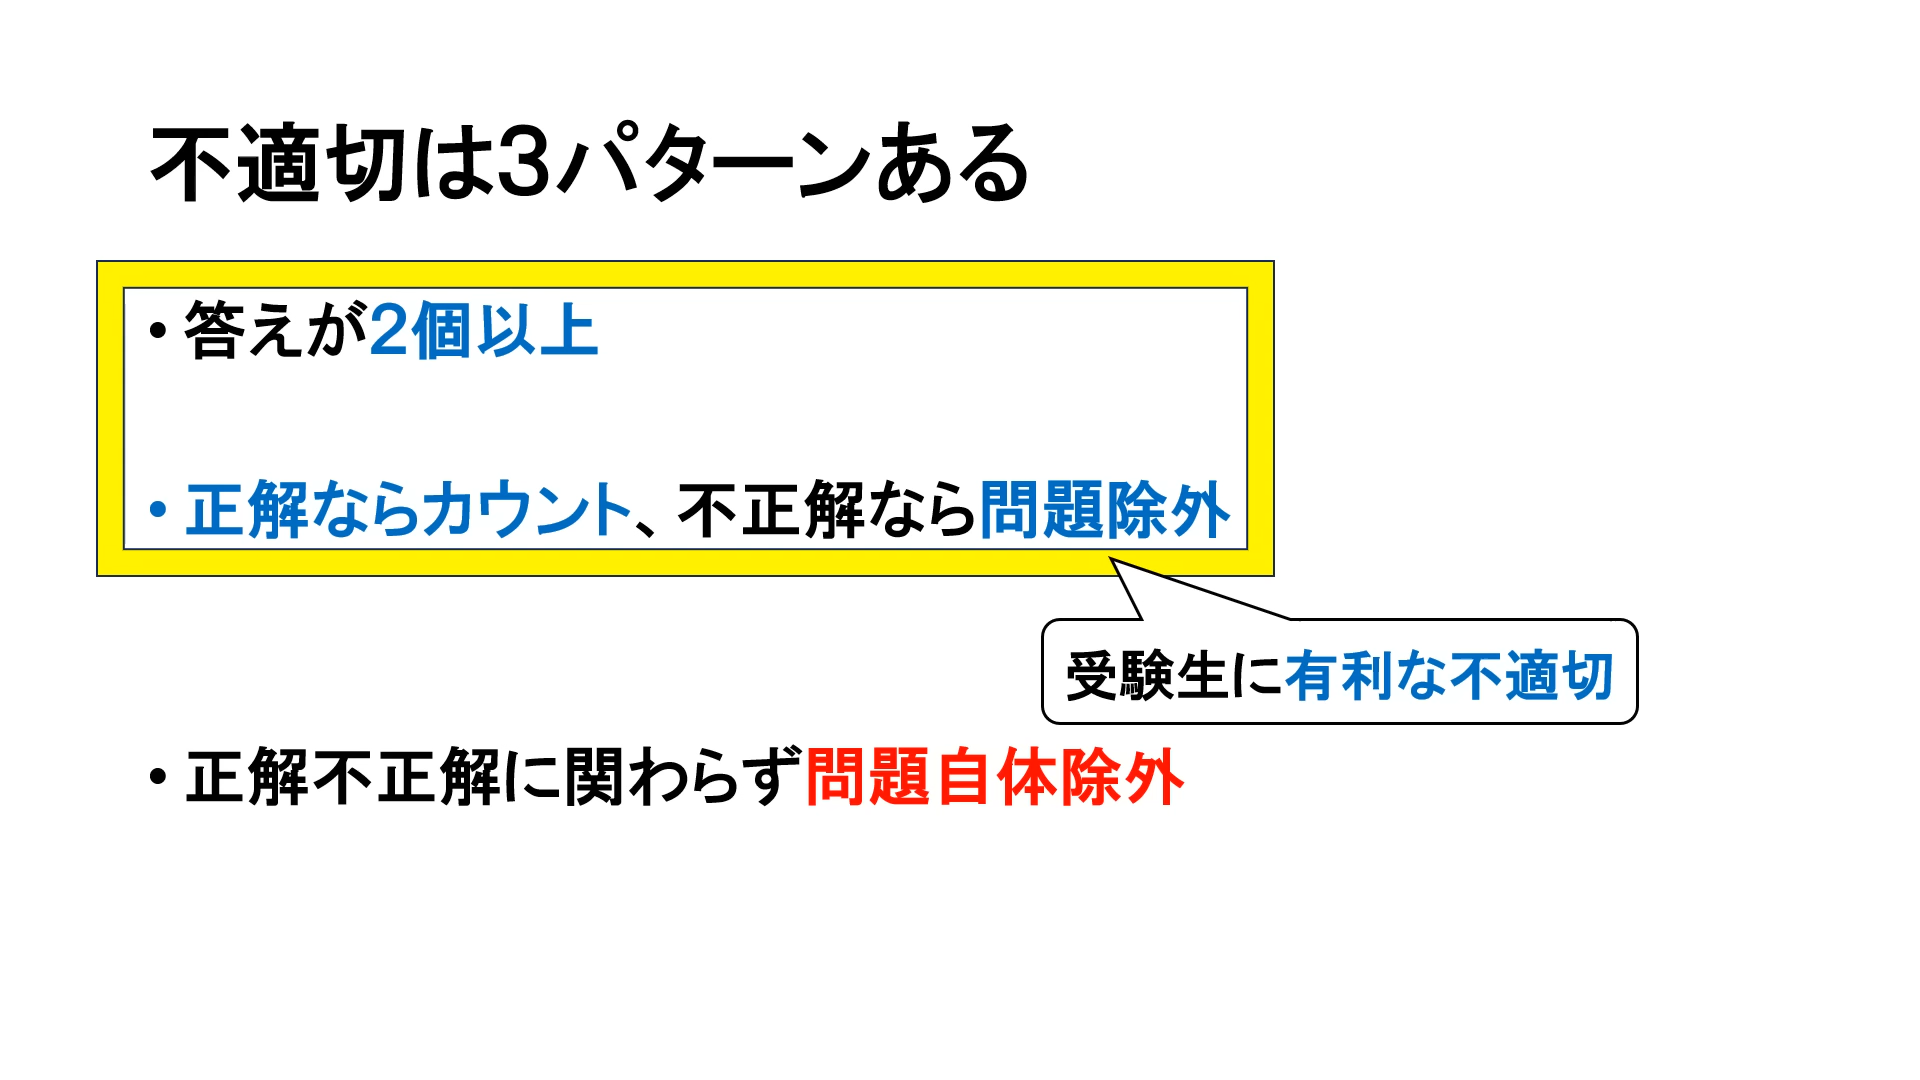 不適切は3パターンある
• 答えが2個以上
• 正解ならカウント、不正解なら問題除外
受験生に有利な不適切
• 正解不正解に関わらず問題自体除外